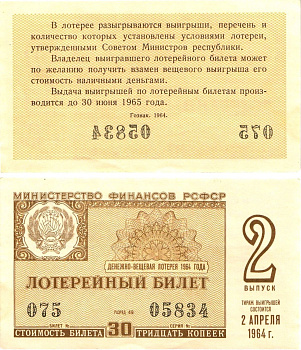 В лотерее разыгрываются выигрыши, перечень и
количество которых установлены условиями лотереи,
утвержденными Советом Министров республики.
Владелец выигравшего лотерейного билета может
по желанию получить взамен вещевого выигрыша его
стоимость наличными деньгами.
Выдача выигрышей по лотерейным билетам произ-
водится до 30 июня 1965 года.
Гознак. 1964.
05834 075
МИНИСТЕРСТВО ФИНАНСОВ РСФСР
ДЕНЕЖНО-ВЕЩЕВАЯ ЛОТЕРЕЯ 1964 ГОДА
ЛОТЕРЕЙНЫЙ БИЛЕТ
075 05834
БИЛЕТ № СЕРИЯ №
СТОИМОСТЬ БИЛЕТА 30 ТРИДЦАТЬ КОПЕЕК
2
ВЫПУСК
ТИРАЖ ВЫИГРЫШЕЙ
СОСТОИТСЯ
2 АПРЕЛЯ
1964 г.